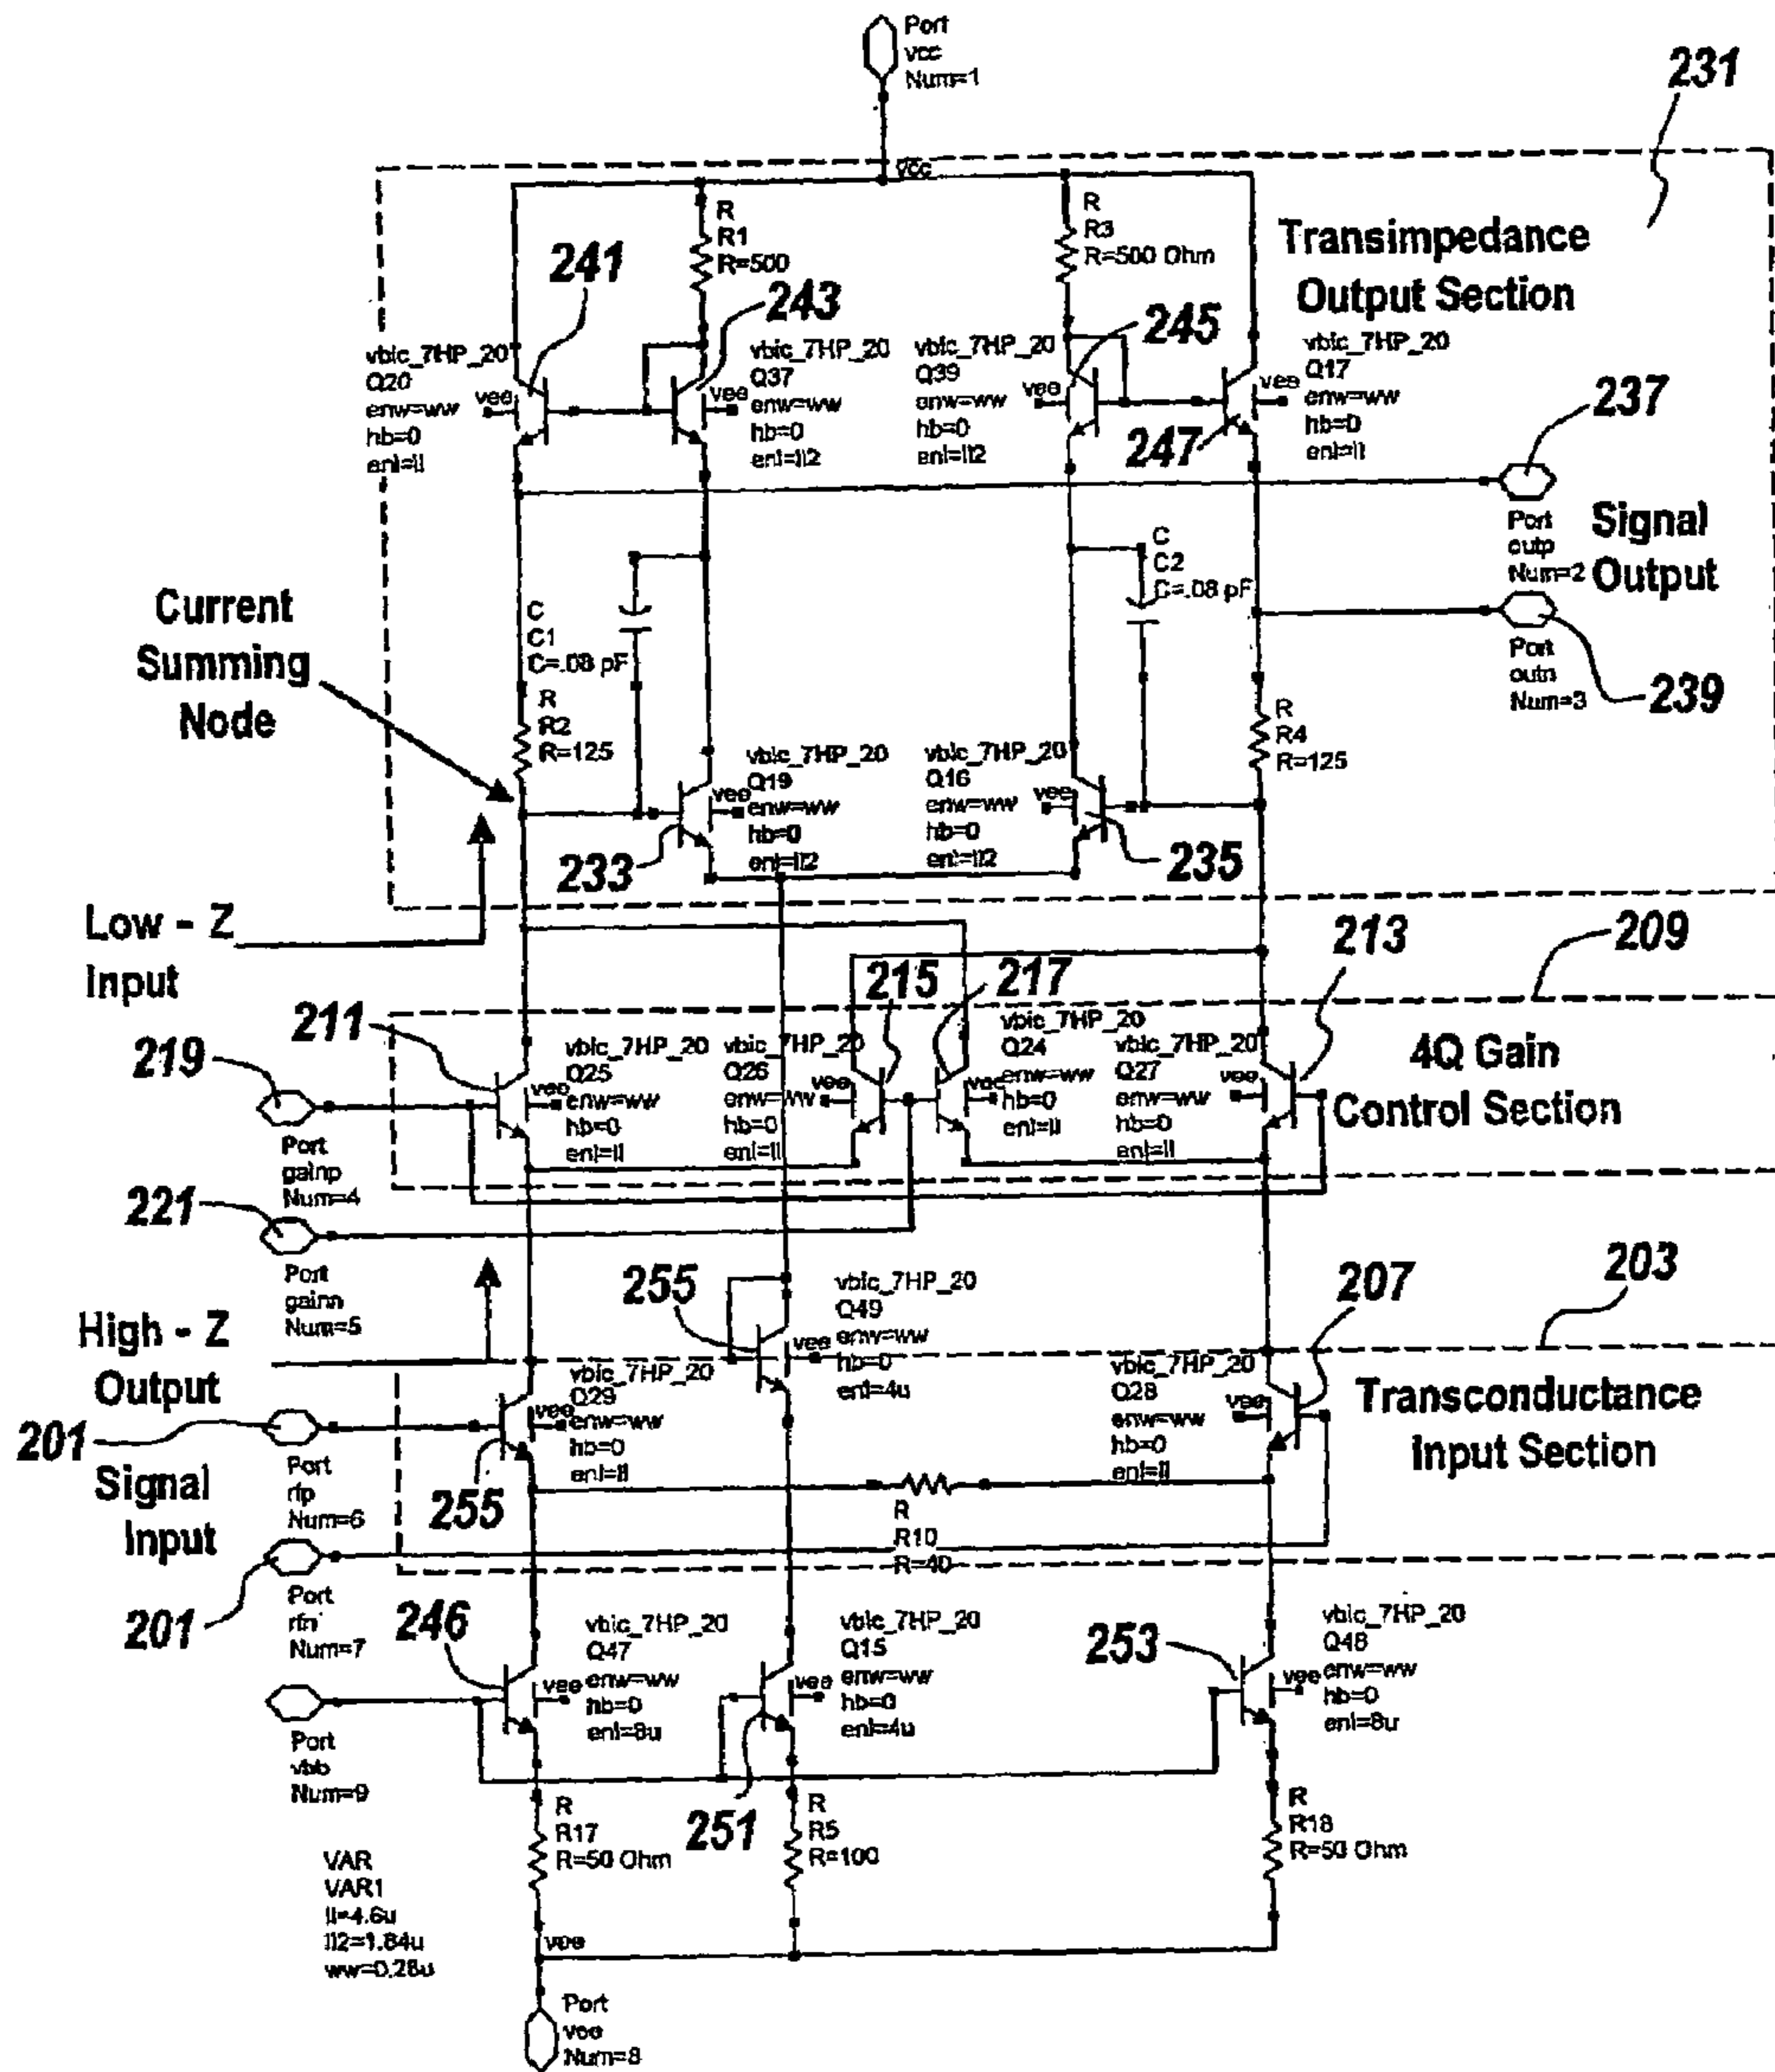 Port
vcc
Num=1
231
vcc
R
R1
R=500
R
R3
R=500 Ohm
Transimpedance
Output Section
241
243
245
247
vbic_7HP_20
Q20
enw=ww
hb=0
enl=ll
vee
vbic_7HP_20
Q37
enw=ww
hb=0
enl=ll2
vee
vbic_7HP_20
Q39
enw=ww
hb=0
enl=ll2
vee
vbic_7HP_20
Q17
enw=ww
hb=0
enl=ll
vee
237
Port
outp
Num=2
Signal
Output
Port
outn
Num=3
239
Current
Summing
Node
C
C1
C=.08 pF
C
C2
C=.08 pF
R
R2
R=125
R
R4
R=125
vbic_7HP_20
Q19
enw=ww
hb=0
enl=ll2
vee
vbic_7HP_20
Q16
enw=ww
hb=0
enl=ll2
vee
233
235
Low - Z
Input
209
213
215
217
211
219
4Q Gain
Control Section
vbic_7HP_20
Q25
enw=ww
hb=0
enl=ll
vee
vbic_7HP_20
Q26
enw=ww
hb=0
enl=ll
vee
vbic_7HP_20
Q24
enw=ww
hb=0
enl=ll
vee
vbic_7HP_20
Q27
enw=ww
hb=0
enl=ll
vee
Port
gainp
Num=4
221
Port
gainn
Num=5
High - Z
Output
255
vbic_7HP_20
Q49
enw=ww
hb=0
enl=4u
vee
207
203
Transconductance
Input Section
vbic_7HP_20
Q29
enw=ww
hb=0
enl=ll
vee
vbic_7HP_20
Q28
enw=ww
hb=0
enl=ll
vee
201
Signal
Input
Port
rfp
Num=6
255
R
R10
R=40
201
Port
rfn
Num=7
246
vbic_7HP_20
Q47
enw=ww
hb=0
enl=8u
vee
vbic_7HP_20
Q15
enw=ww
hb=0
enl=4u
vee
253
vbic_7HP_20
Q48
enw=ww
hb=0
enl=8u
vee
Port
vbb
Num=9
251
R
R17
R=50 Ohm
R
R5
R=100
R
R18
R=50 Ohm
VAR
VAR1
ll=4.6u
ll2=1.84u
ww=0.28u
vee
Port
vee
Num=8